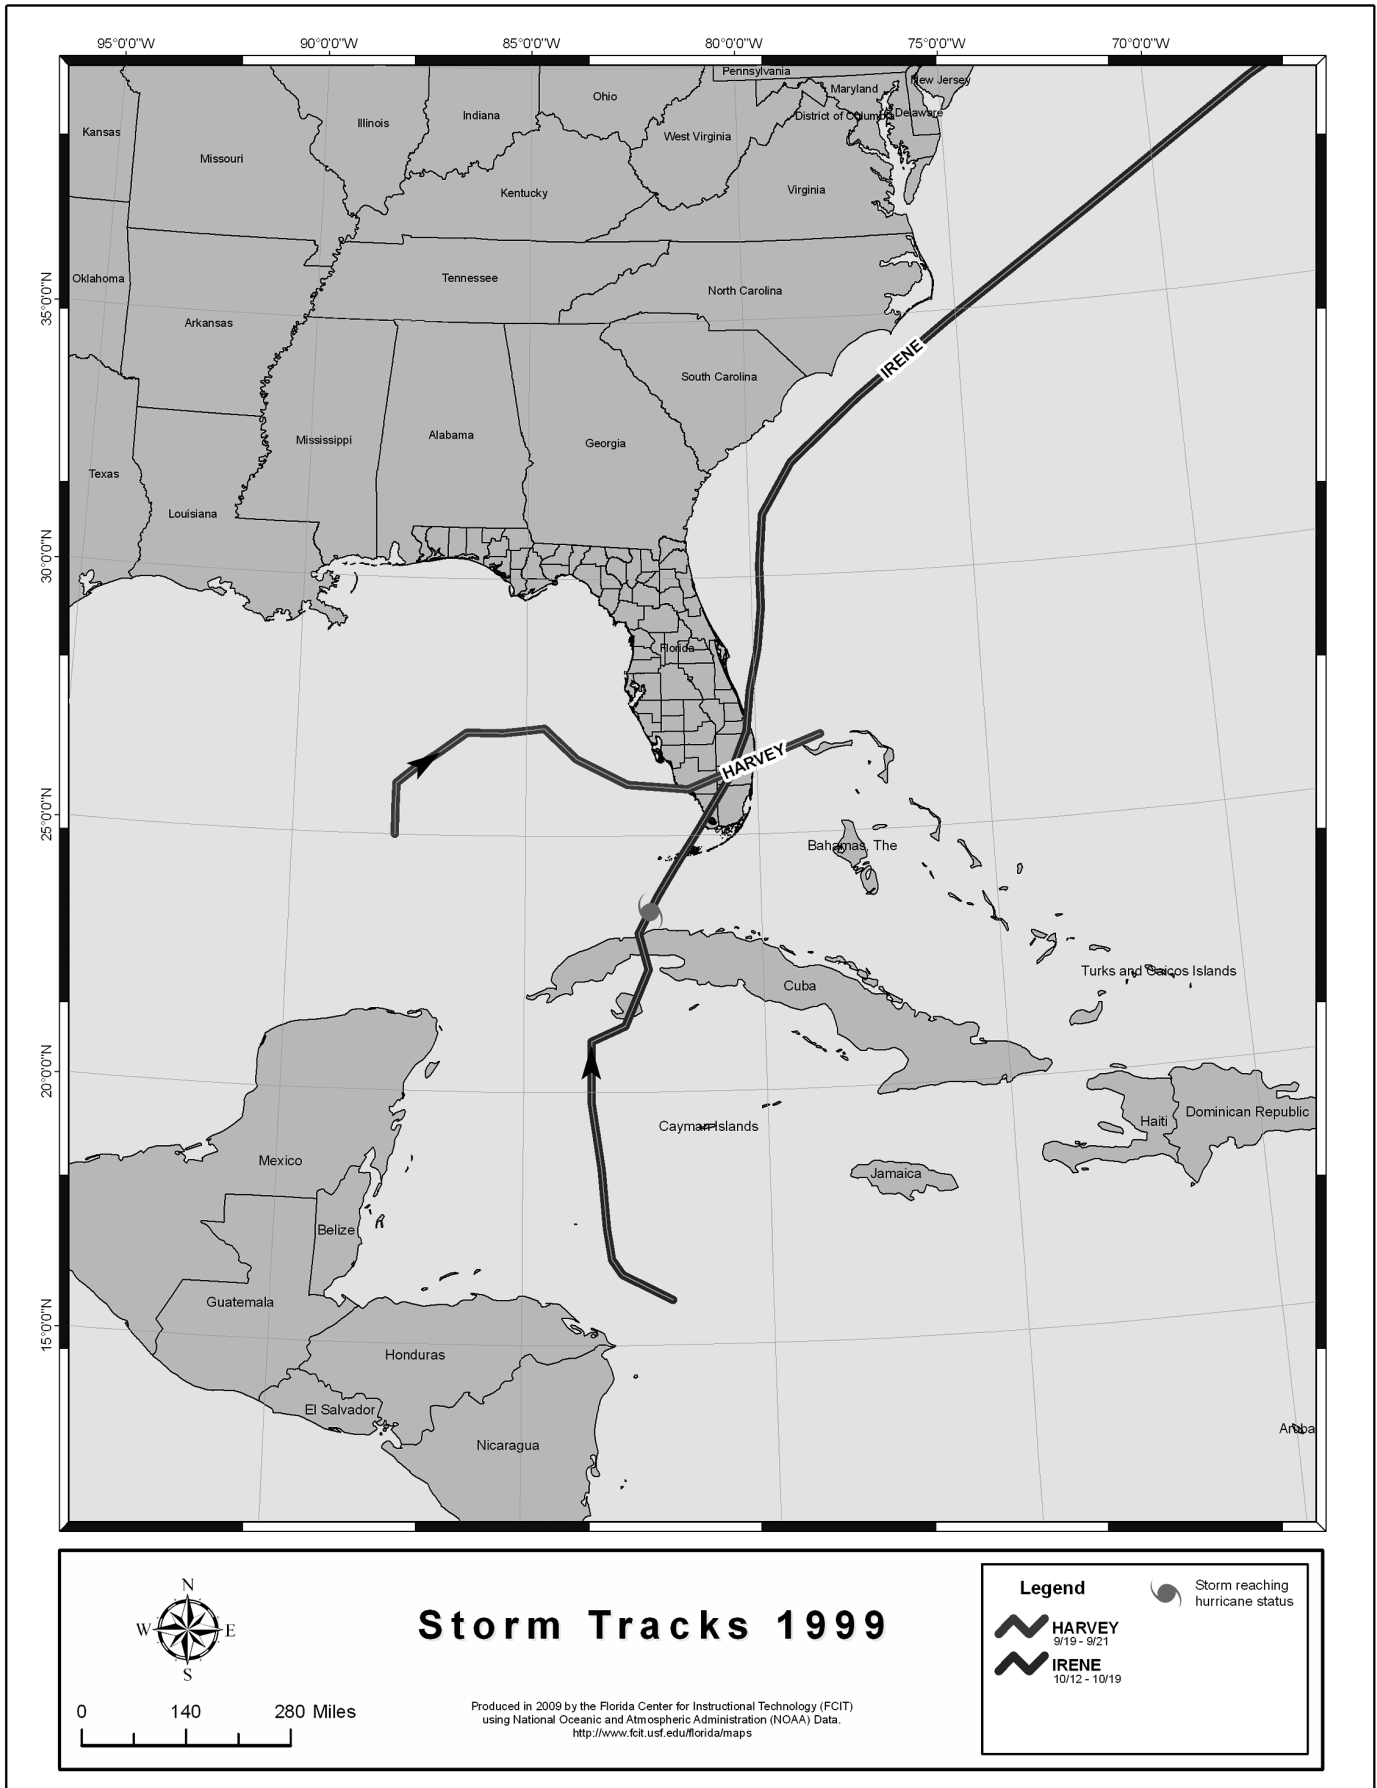 95°0'0"W 90°0'0"W 85°0'0"W 80°0'0"W 75°0'0"W 70°0'0"W
Pennsylvania
New Jersey
Ohio
Maryland
Indiana
District of Columbia
Delaware
Illinois
Kansas
West Virginia
Missouri
Virginia
Kentucky
Oklahoma
Tennessee
North Carolina
35°0'0"N
Arkansas
IRENE
South Carolina
Mississippi
Alabama
Georgia
Texas
Louisiana
30°0'0"N
Florida
HARVEY
25°0'0"N
Bahamas, The
Turks and Caicos Islands
Cuba
20°0'0"N
Cayman Islands
Haiti
Dominican Republic
Mexico
Jamaica
Belize
Guatemala
15°0'0"N
Honduras
El Salvador
Nicaragua
Aruba
N
W E
S
0 140 280 Miles
Storm Tracks 1999
Produced in 2009 by the Florida Center for Instructional Technology (FCIT)
using National Oceanic and Atmospheric Administration (NOAA) Data.
http://www.fcit.usf.edu/florida/maps
Legend
HARVEY
9/19 - 9/21
IRENE
10/12 - 10/19
Storm reaching
hurricane status